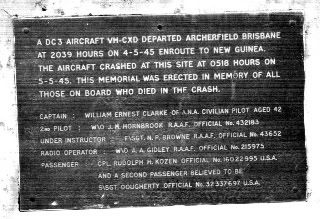 A DC3 AIRCRAFT VH-CXD DEPARTED ARCHERFIELD BRISBANE
AT 2039 HOURS ON 4-5-45 ENROUTE TO NEW GUINEA.
THE AIRCRAFT CRASHED AT THIS SITE AT 0518 HOURS ON
5-5-45. THIS MEMORIAL WAS ERECTED IN MEMORY OF ALL
THOSE ON BOARD WHO DIED IN THE CRASH.
CAPTAIN : WILLIAM ERNEST CLARKE OF A.N.A. CIVILIAN PILOT AGED 42
2ND PILOT : W\O J. M. HORNBROOK R.A.A.F. OFFICIAL No. 432183
UNDER INSTRUCTOR : F\SGT. N. F. BROWNE R.A.A.F. OFFICIAL No. 43652
RADIO OPERATOR W\O A. A. GIDLEY R.A.A.F. OFFICIAL No. 215975
PASSENGER CPL. RUDOLPH H. KOZEN OFFICIAL No. 16022995 U.S.A.
AND A SECOND PASSENGER BELIEVED TO BE
S\SGT DOUGHERTY OFFICIAL No. 32337697 U.S.A.